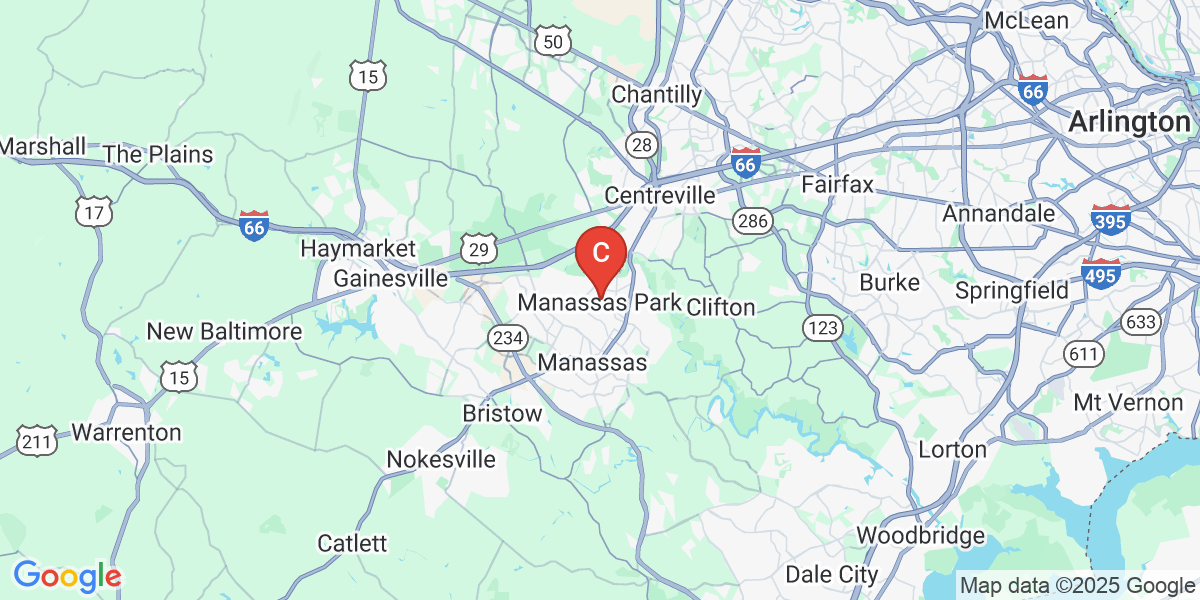 McLean
50
15
Chantilly
66
Arlington
28
Marshall
The Plains
66
Fairfax
Centreville
17
66
286
Annandale
395
Haymarket
29
C
Gainesville
495
Burke
Springfield
Manassas Park
Clifton
New Baltimore
234
123
633
611
Manassas
15
Mt Vernon
Bristow
Warrenton
211
Nokesville
Lorton
Catlett
Woodbridge
Google
Dale City
Map data ©2025 Google